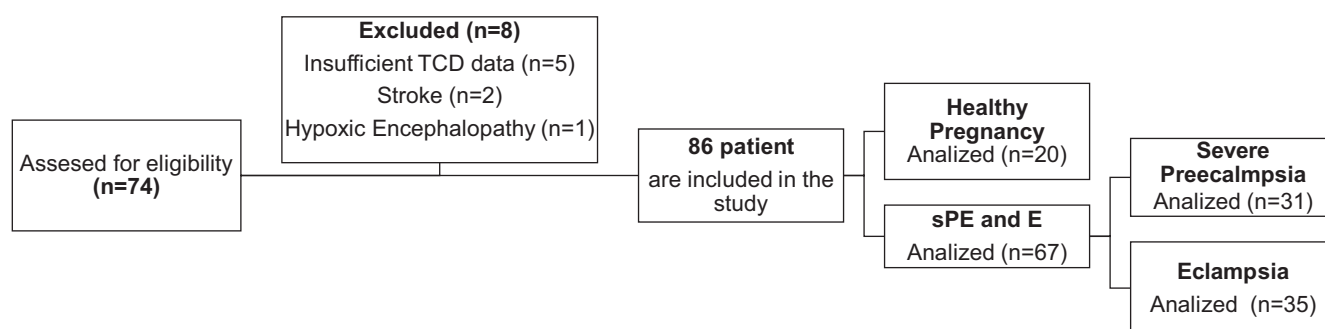 Excluded (n=8)
Insufficient TCD data (n=5)
Stroke (n=2)
Hypoxic Encephalopathy (n=1)
Assesed for eligibility
(n=74)
86 patient
are included in the
study
Healthy
Pregnancy
Analized (n=20)
sPE and E
Analized (n=67)
Severe
Preecalmpsia
Analized (n=31)
Eclampsia
Analized (n=35)